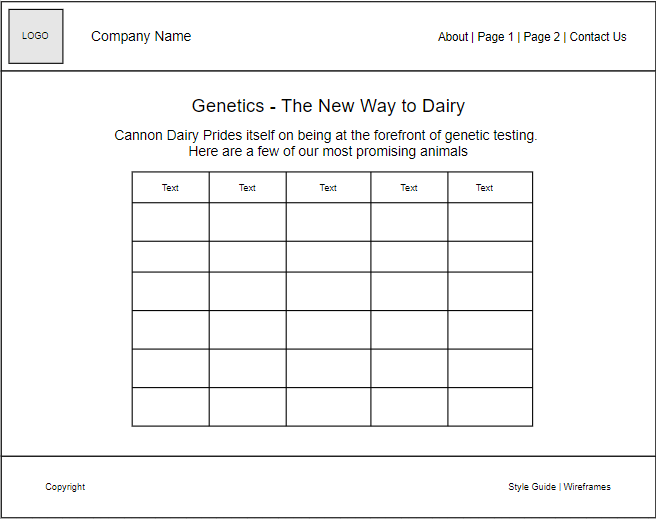 LOGO
Company Name
About | Page 1 | Page 2 | Contact Us
Genetics - The New Way to Dairy
Cannon Dairy Prides itself on being at the forefront of genetic testing.
Here are a few of our most promising animals
Text Text Text Text Text
Copyright
Style Guide | Wireframes